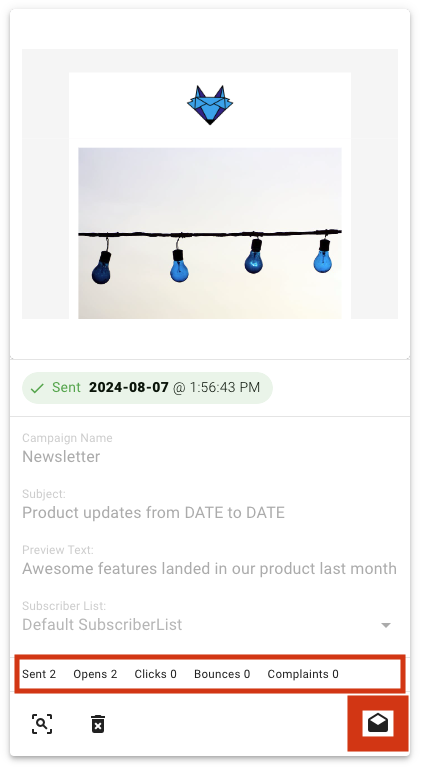 Sent 2024-08-07 @ 1:56:43 PM
Campaign Name
Newsletter
Subject:
Product updates from DATE to DATE
Preview Text:
Awesome features landed in our product last month
Subscriber List:
Default SubscriberList
Sent 2 Opens 2 Clicks 0 Bounces 0 Complaints 0